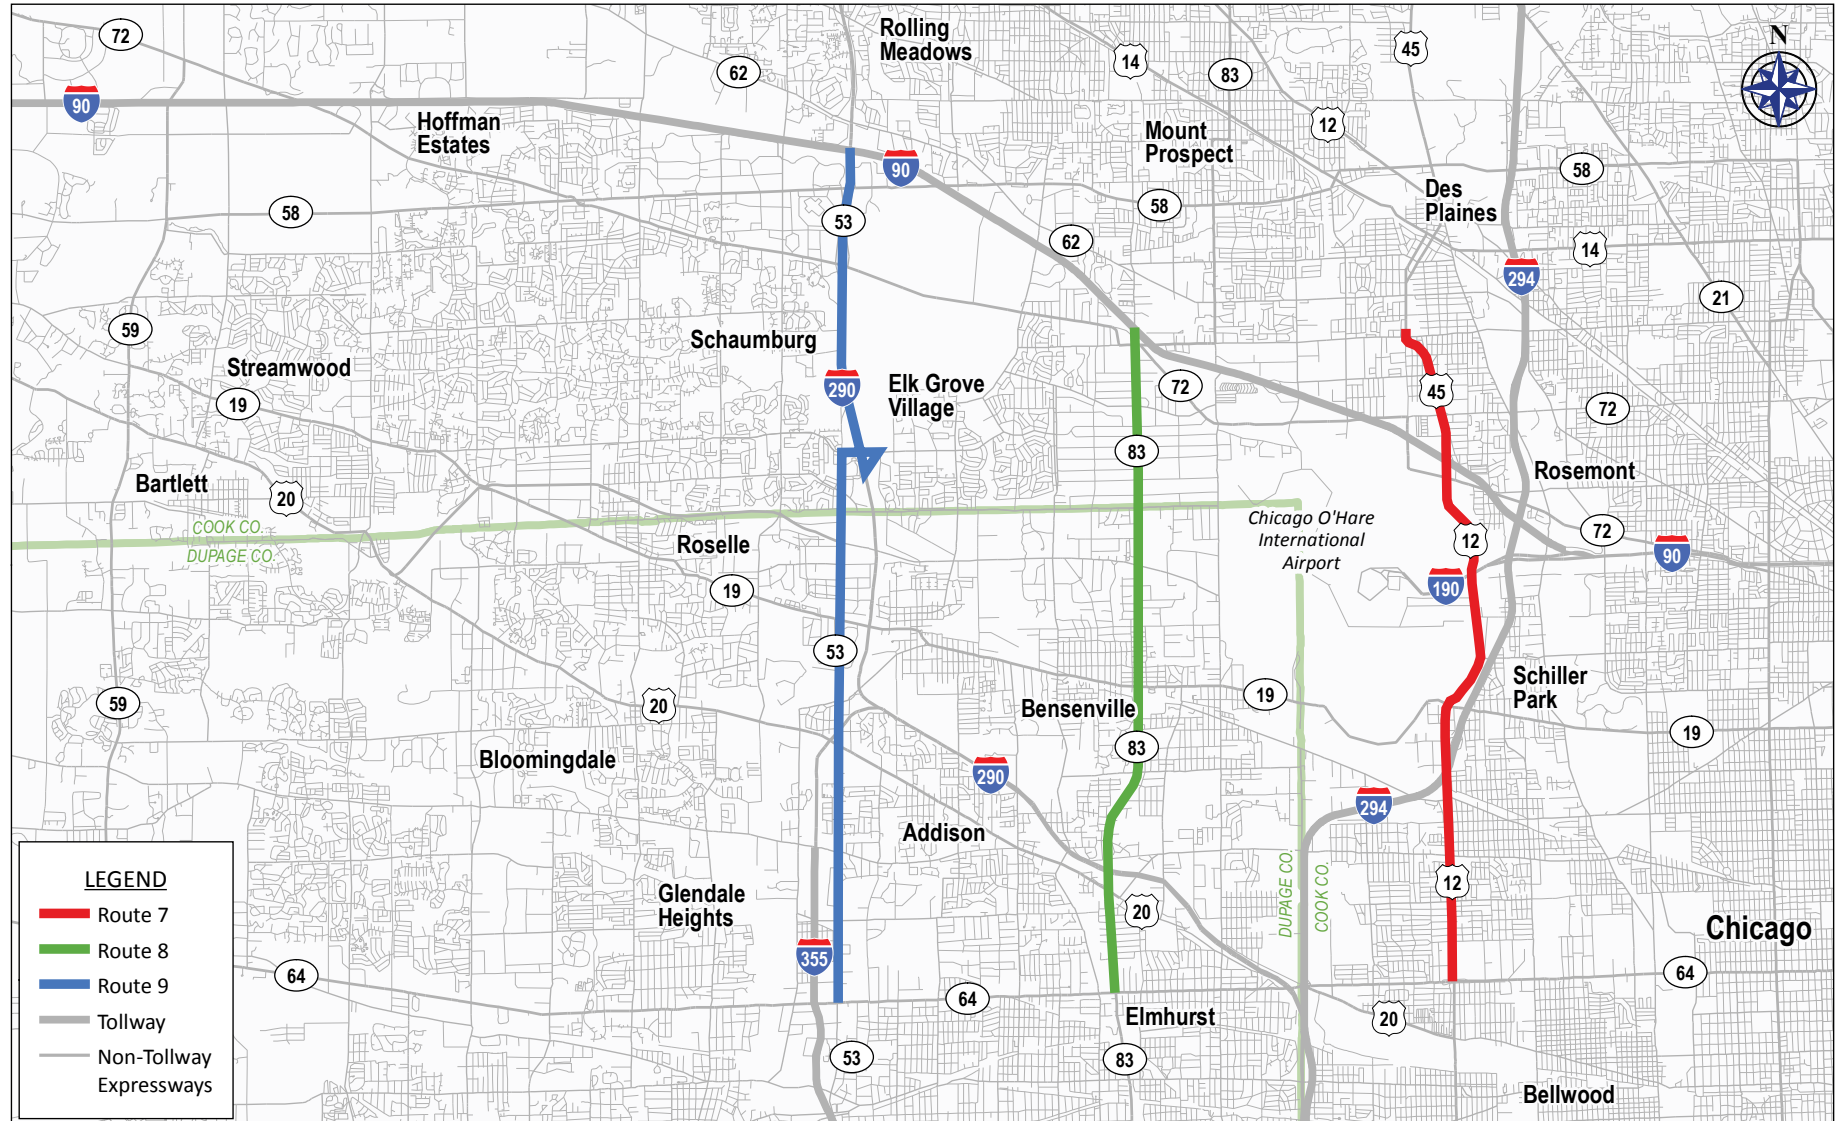 72
Rolling
Meadows
45
N
14
62
83
90
Hoffman
Estates
12
Mount
Prospect
90
58
Des
Plaines
58
58
53
62
14
294
21
59
Schaumburg
Streamwood
290
Elk Grove
Village
72
45
19
72
83
Bartlett
Rosemont
20
COOK CO.
DUPAGE CO.
Chicago O'Hare
International
Airport
72
12
90
Roselle
19
190
53
Schiller
Park
19
59
20
Bensenville
19
83
Bloomingdale
290
294
Addison
LEGEND
Route 7
Route 8
Route 9
Tollway
Non-Tollway
Expressways
Glendale
Heights
DUPAGE CO.
COOK CO.
12
20
Chicago
355
64
64
64
Elmhurst
20
53
83
Bellwood